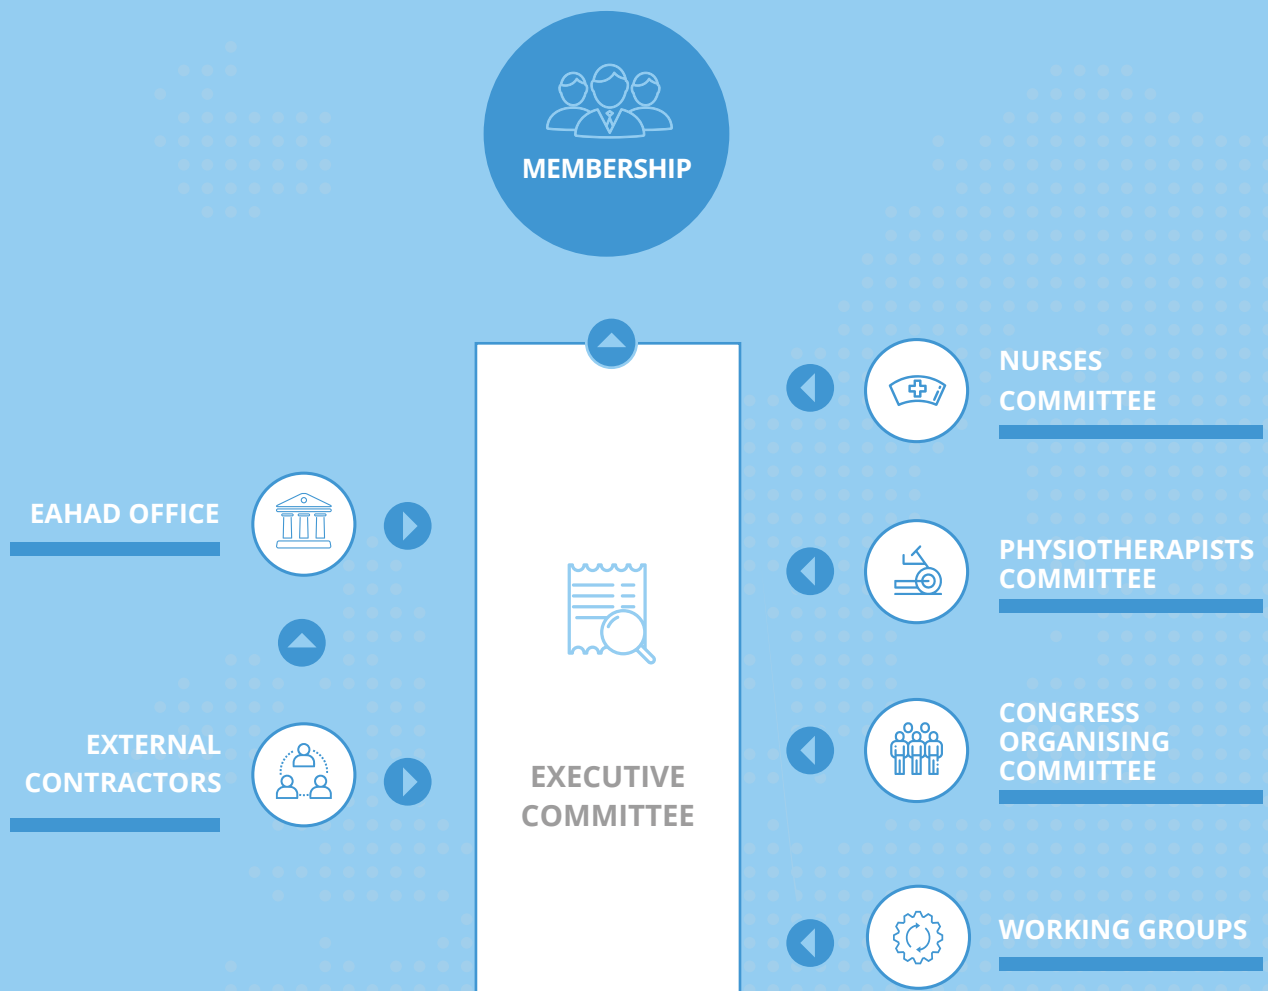 MEMBERSHIP
NURSES
COMMITTEE
EAHAD OFFICE
PHYSIOTHERAPISTS
COMMITTEE
EXTERNAL
CONTRACTORS
EXECUTIVE
COMMITTEE
CONGRESS
ORGANISING
COMMITTEE
WORKING GROUPS